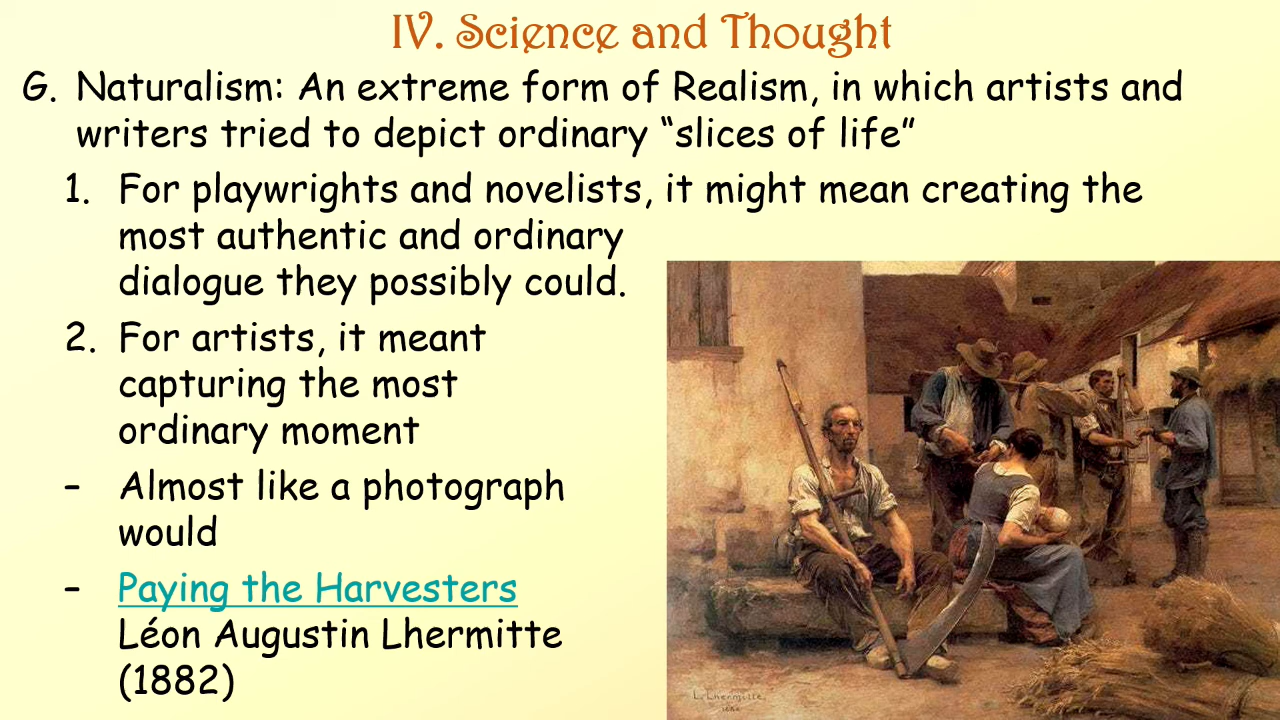 IV. Science and Thought
G. Naturalism: An extreme form of Realism, in which artists and
writers tried to depict ordinary “slices of life”
1. For playwrights and novelists, it might mean creating the
most authentic and ordinary
dialogue they possibly could.
2. For artists, it meant
capturing the most
ordinary moment
– Almost like a photograph
would
– Paying the Harvesters
Léon Augustin Lhermitte
(1882)
L. Lhermitte